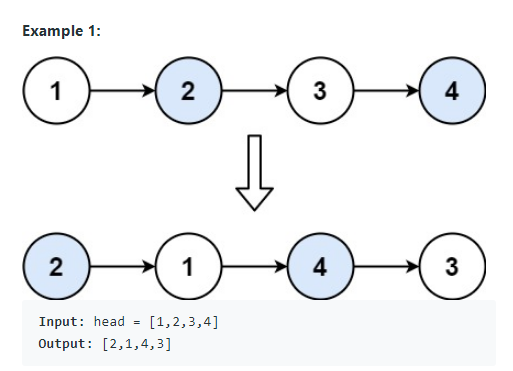 Example 1:
1 2 3 4
2 1 4 3
Input: head = [1,2,3,4]
Output: [2,1,4,3]